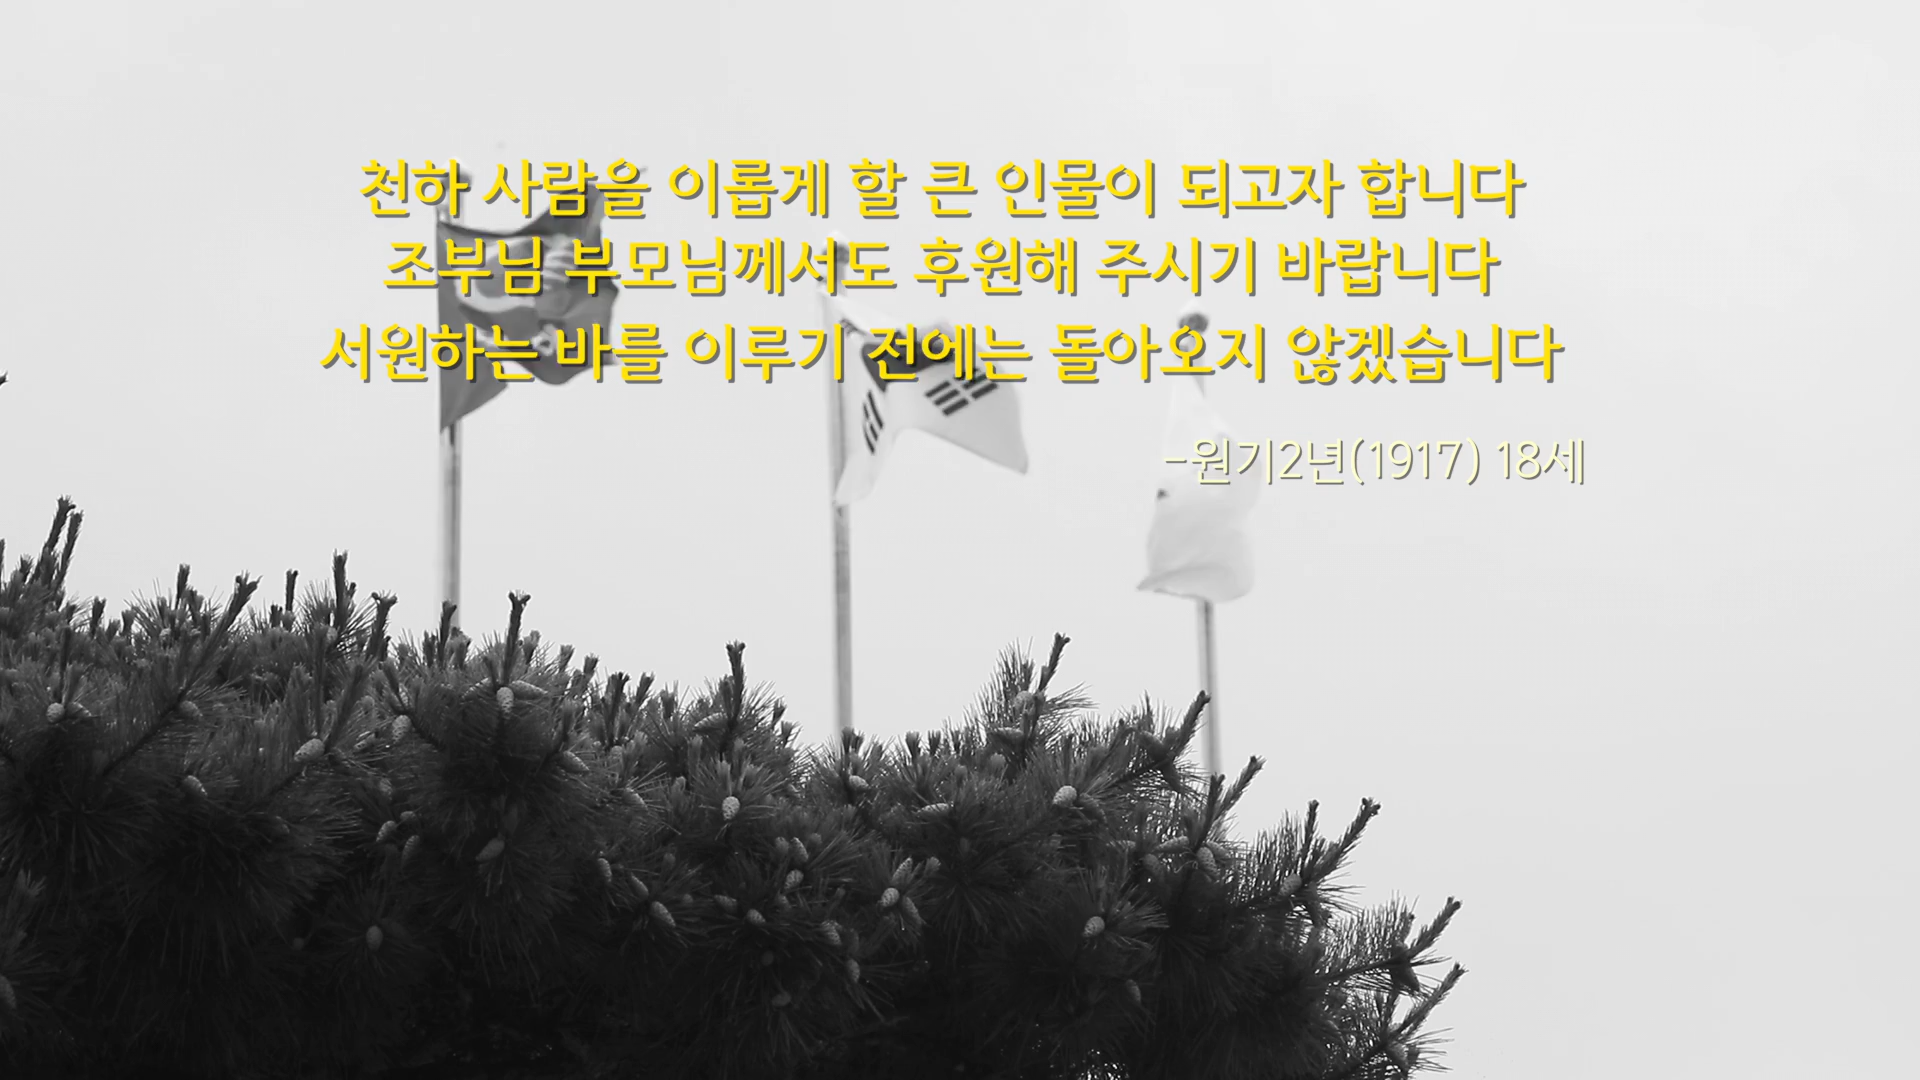 천하 사람을 이롭게 할 큰 인물이 되고자 합니다
조부님 부모님께서도 후원해 주시기 바랍니다
서원하는 바를 이루기 전에는 돌아오지 않겠습니다
-원기2년(1917) 18세